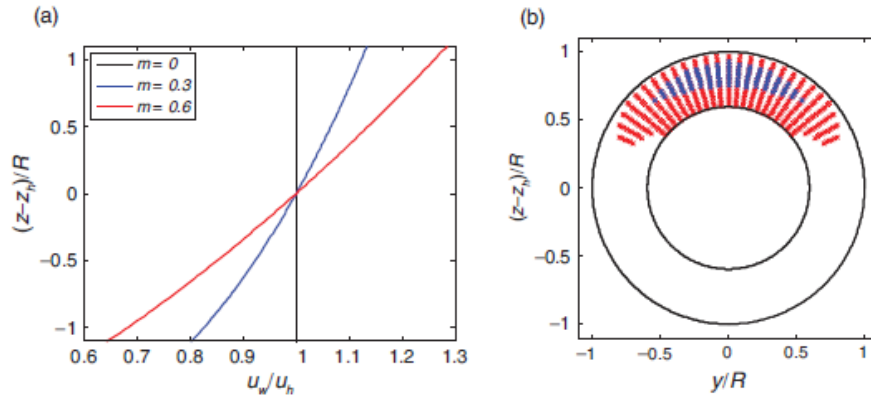 (a)
m = 0
m = 0.3
m = 0.6
1
0.5
0
−0.5
−1
(z−z_h)/R
0.6 0.7 0.8 0.9 1 1.1 1.2 1.3
u_w/u_h
(b)
1
0.5
0
−0.5
−1
(z−z_h)/R
−1 −0.5 0 0.5 1
y/R